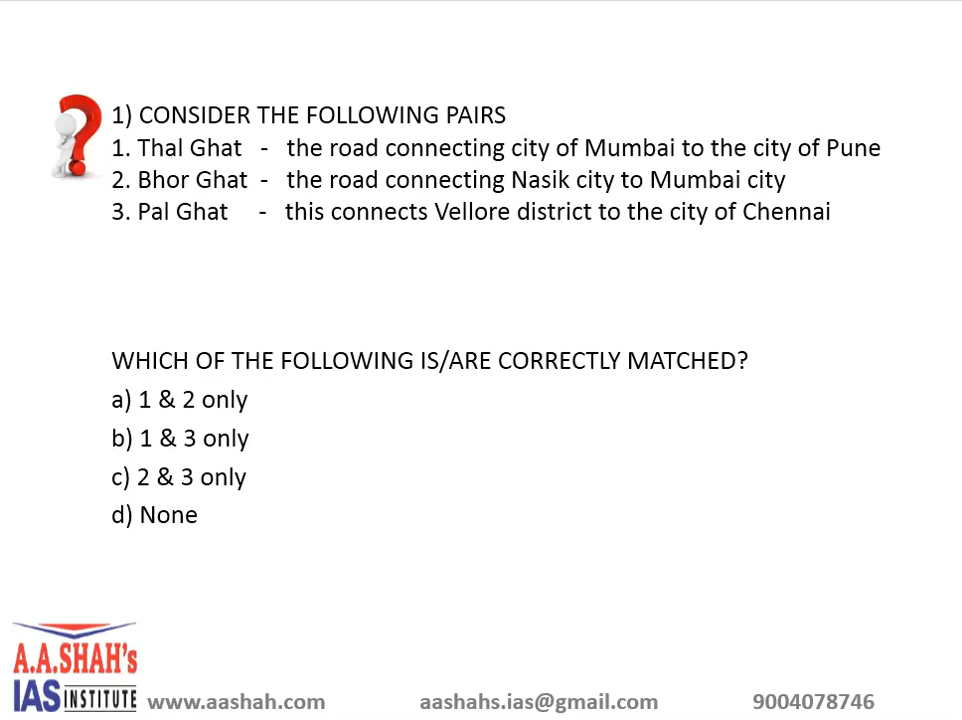 1) CONSIDER THE FOLLOWING PAIRS
1. Thal Ghat - the road connecting city of Mumbai to the city of Pune
2. Bhor Ghat - the road connecting Nasik city to Mumbai city
3. Pal Ghat - this connects Vellore district to the city of Chennai
WHICH OF THE FOLLOWING IS/ARE CORRECTLY MATCHED?
a) 1 & 2 only
b) 1 & 3 only
c) 2 & 3 only
d) None
A.A.SHAH's
IAS INSTITUTE
www.aashah.com aashahs.ias@gmail.com 9004078746